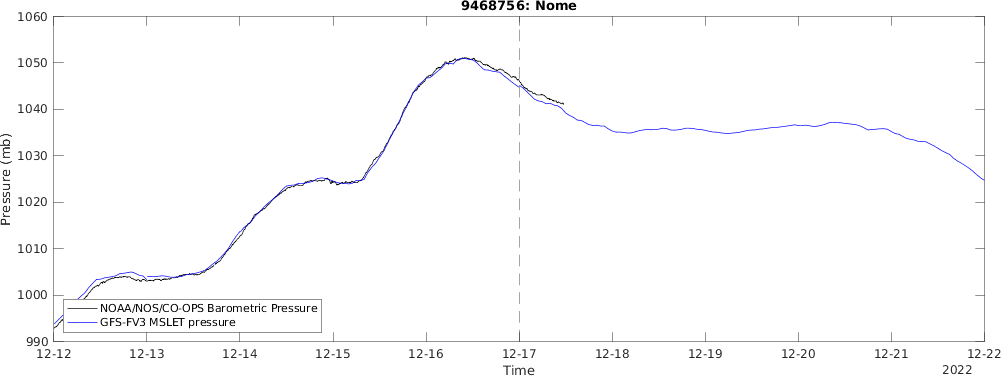 9468756: Nome
1060
1050
1040
1030
1020
1010
1000
990
Pressure (mb)
NOAA/NOS/CO-OPS Barometric Pressure
GFS-FV3 MSLET pressure
12-12 12-13 12-14 12-15 12-16 12-17 12-18 12-19 12-20 12-21 12-22
Time
2022